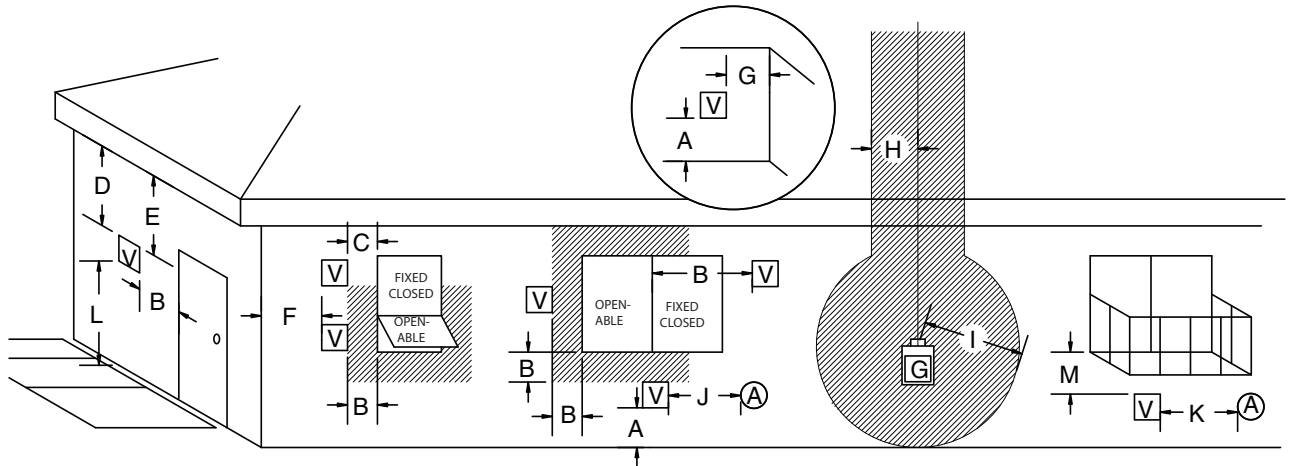 G
V
A
H
D
E
C
V
B
L
F
V
V
FIXED
CLOSED
OPEN-
ABLE
B
V
OPEN-
ABLE
FIXED
CLOSED
B
V
B
B
V
J
A
A
I
G
M
V
K
A